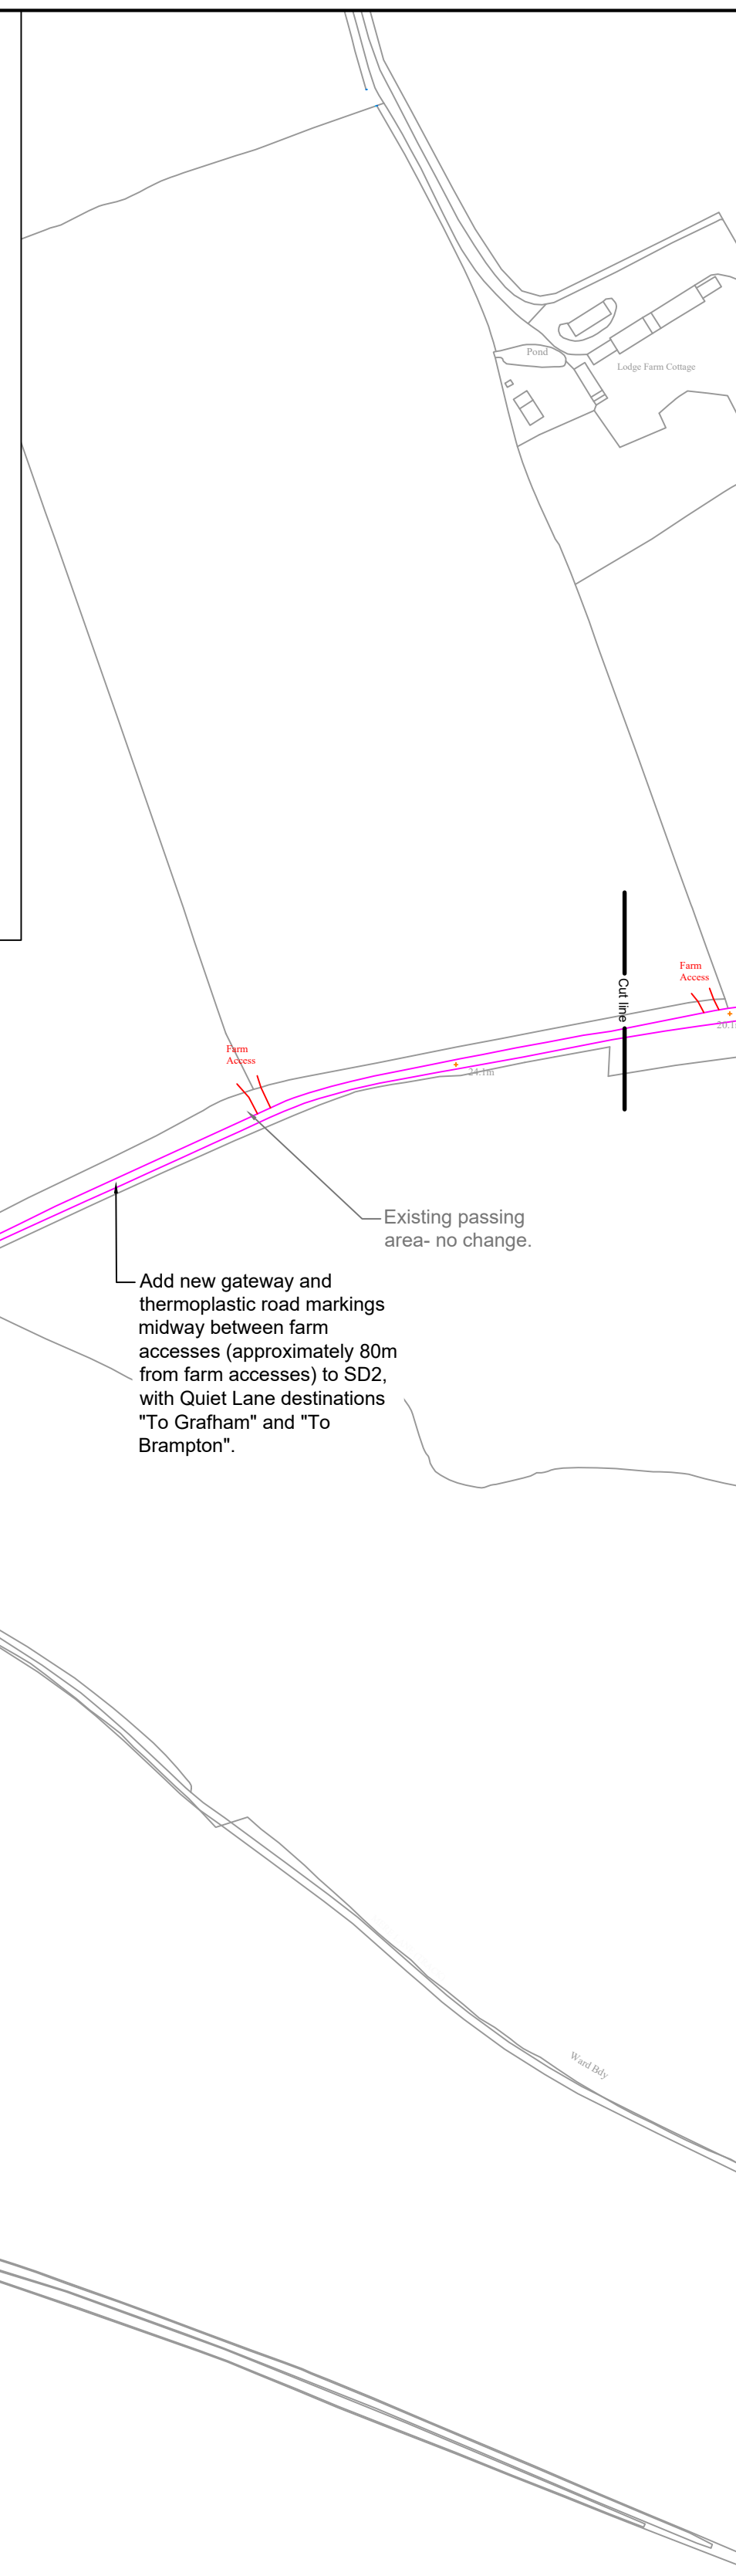 Pond
Lodge Farm Cottage
Farm
Access
Cut line
Farm
Access
24.1m
Existing passing
area- no change.
Add new gateway and
thermoplastic road markings
midway between farm
accesses (approximately 80m
from farm accesses) to SD2,
with Quiet Lane destinations
"To Grafham" and "To
Brampton".
Ward Bdy